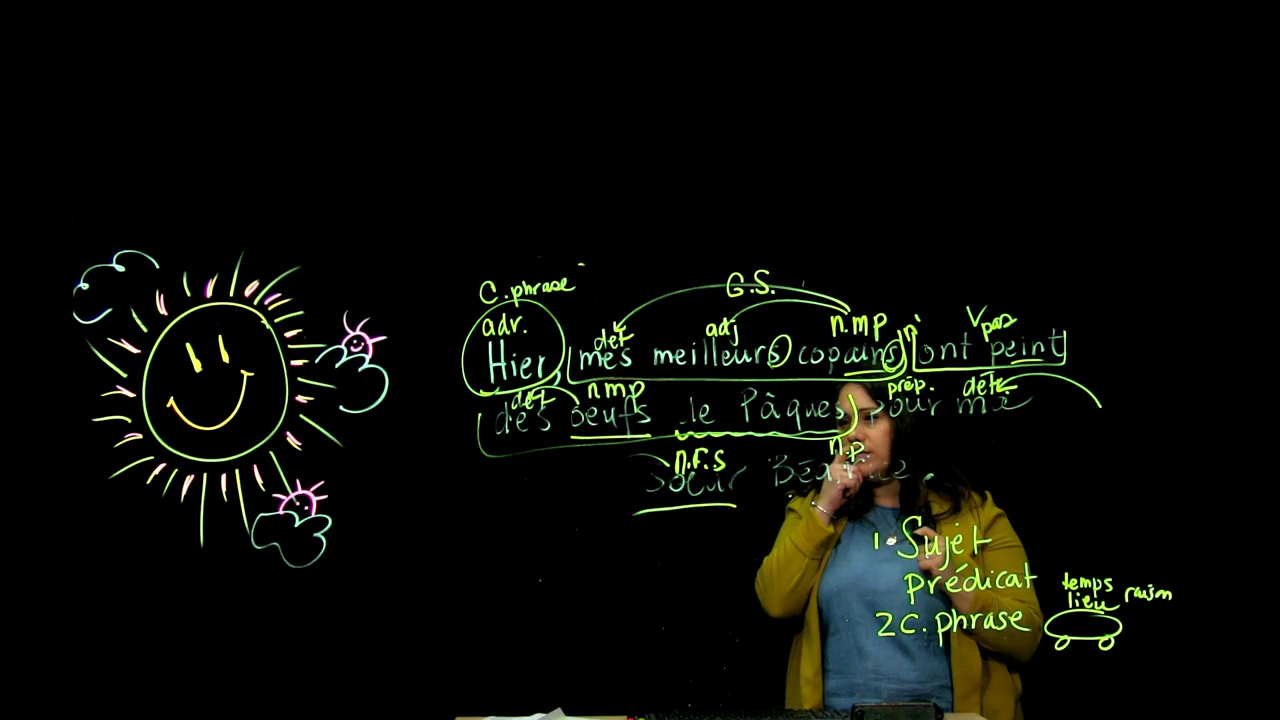 C. phrase
G.S.
adv.
dét
adj
n.mp
V
Hier, mes meilleurs copains ont peint
dét
nmp
prép.
dét
des oeufs de Pâques pour ma
n.f.s
n.p
soeur
1 Sujet
prédicat
2 C. phrase
temps
lieu
raison